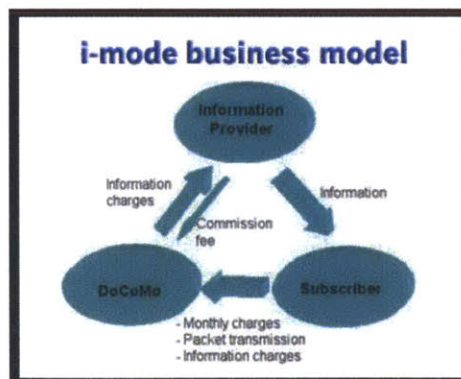 i-mode business model
Information
Provider
Information
charges
Information
Commission
fee
DoCoMo
Subscriber
- Monthly charges
- Packet transmission
- Information charges